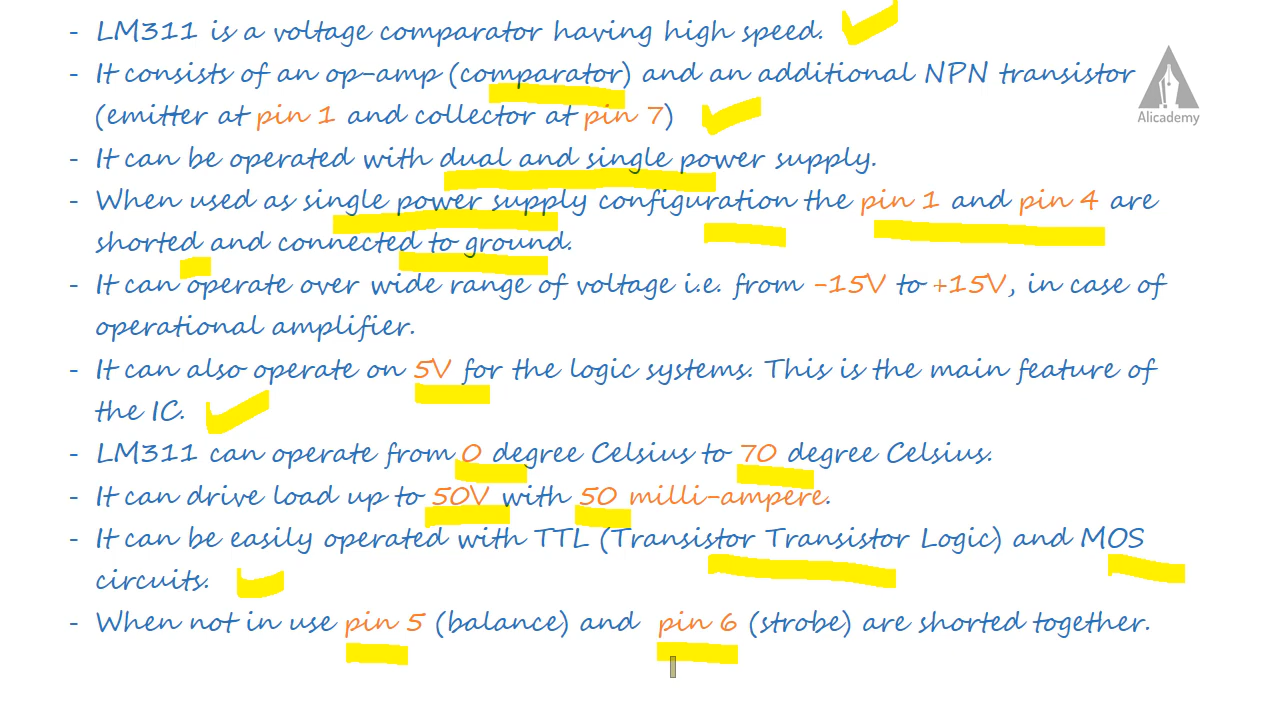 - LM311 is a voltage comparator having high speed.
- It consists of an op-amp (comparator) and an additional NPN transistor
(emitter at pin 1 and collector at pin 7)
Alicademy
- It can be operated with dual and single power supply.
- When used as single power supply configuration the pin 1 and pin 4 are
shorted and connected to ground.
- It can operate over wide range of voltage i.e. from -15V to +15V, in case of
operational amplifier.
- It can also operate on 5V for the logic systems. This is the main feature of
the IC.
- LM311 can operate from 0 degree Celsius to 70 degree Celsius.
- It can drive load up to 50V with 50 milli-ampere.
- It can be easily operated with TTL (Transistor Transistor Logic) and MOS
circuits.
- When not in use pin 5 (balance) and pin 6 (strobe) are shorted together.